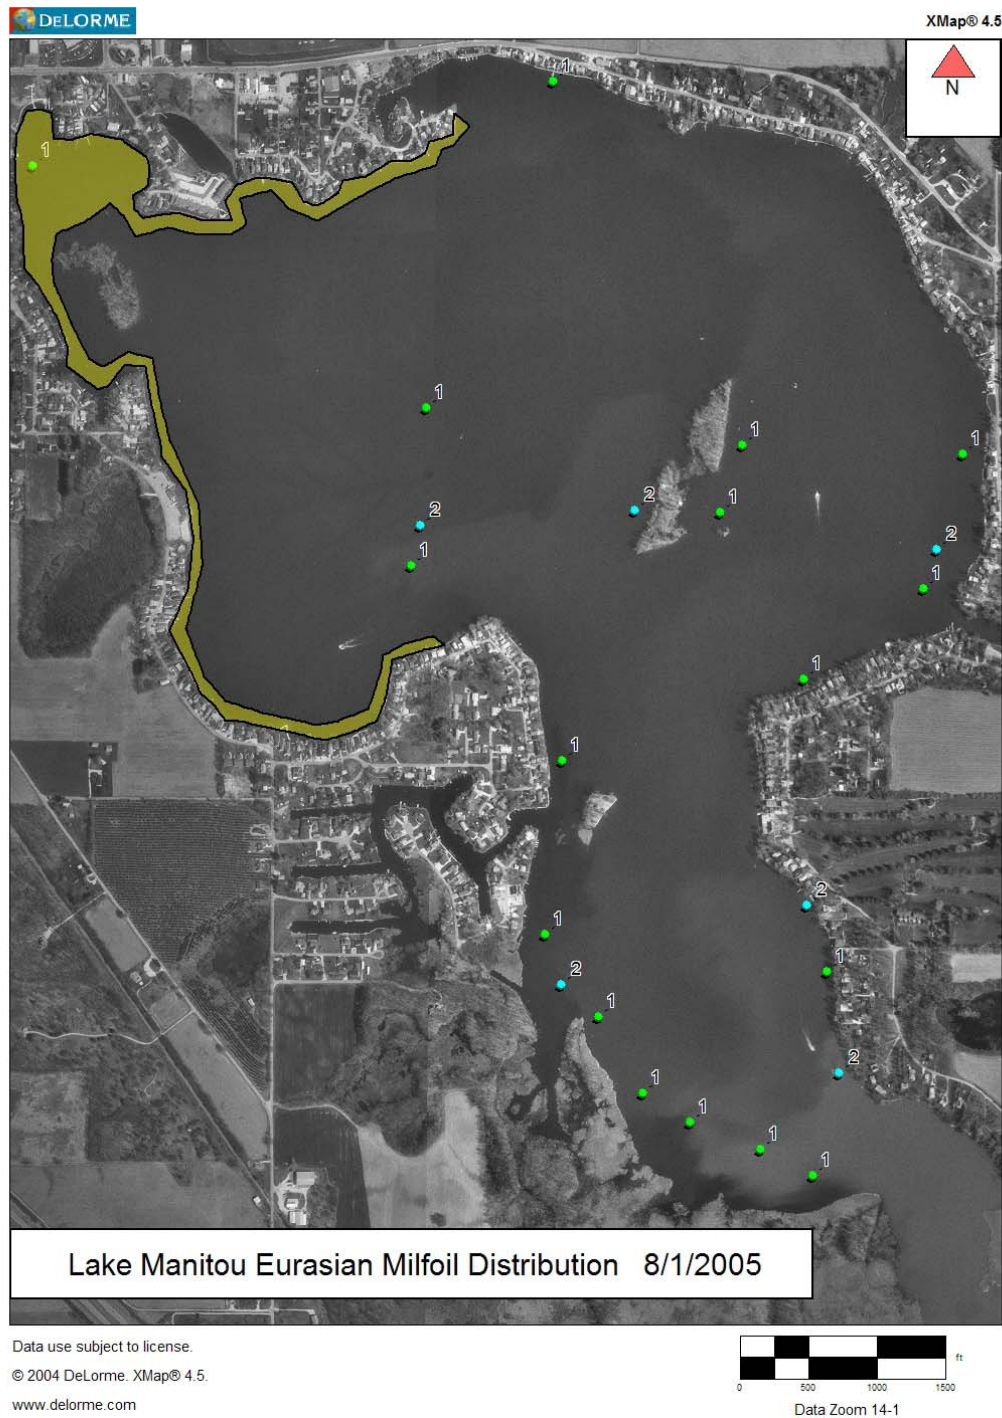 DELORME
XMap® 4.5
N
1
1
1
1
1
2
2
1
1
2
1
1
1
2
1
2
1
1
2
1
2
1
1
1
1
Lake Manitou Eurasian Milfoil Distribution 8/1/2005
Data use subject to license.
© 2004 DeLorme. XMap® 4.5.
www.delorme.com
ft
0 500 1000 1500
Data Zoom 14-1